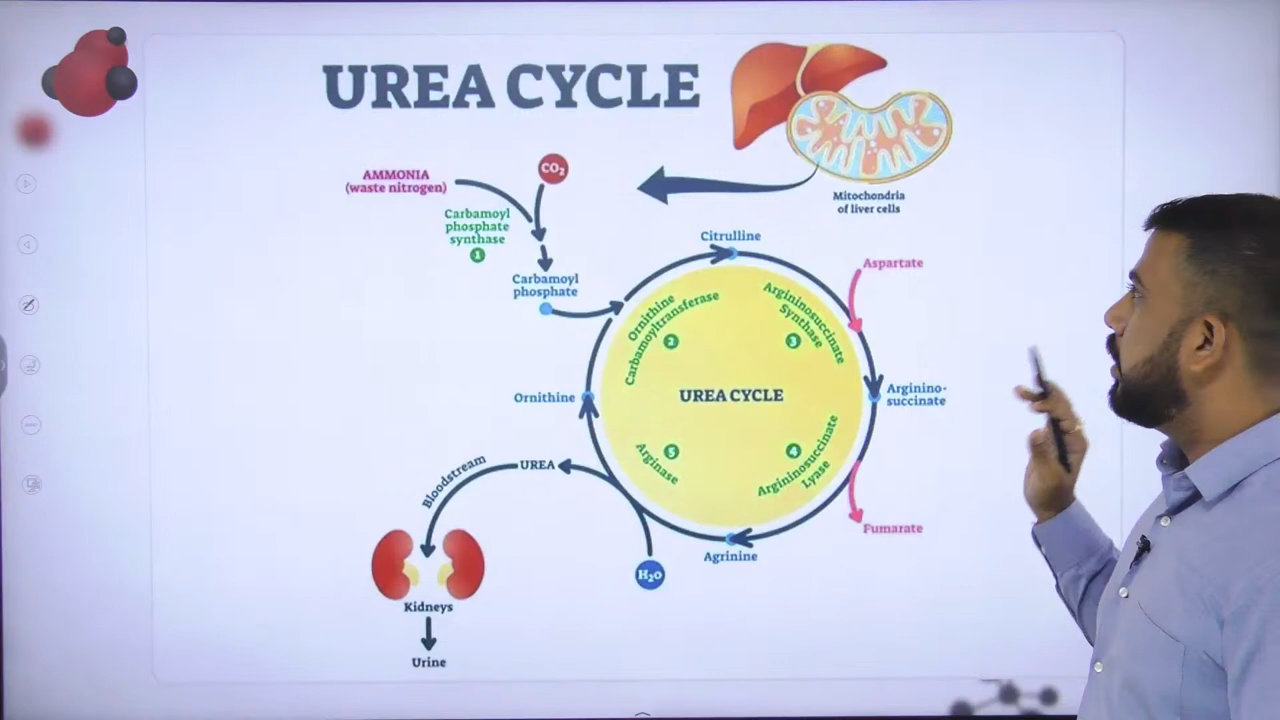 UREA CYCLE
AMMONIA
(waste nitrogen)
CO₂
Carbamoyl
phosphate
synthase
1
Mitochondria
of liver cells
Citrulline
Carbamoyl
phosphate
Aspartate
Ornithine
Carbamoyltransferase
2
Argininosuccinate
Synthase
3
Ornithine
UREA CYCLE
Arginino-
succinate
5
Arginase
4
Argininosuccinate
Lyase
Bloodstream
UREA
Fumarate
Agrinine
H₂O
Kidneys
Urine